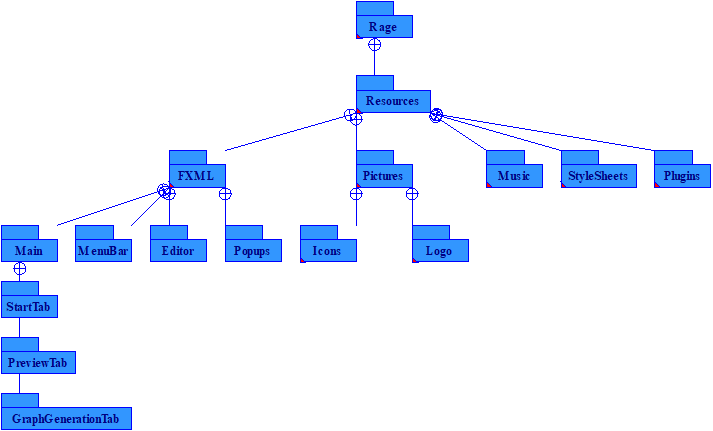 Rage
Resources
FXML
Pictures
Music
StyleSheets
Plugins
Main
MenuBar
Editor
Popups
Icons
Logo
StartTab
PreviewTab
GraphGenerationTab